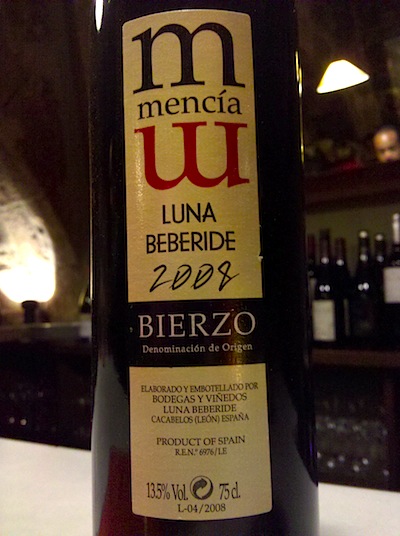 m
mencía
m
LUNA
BEBERIDE
2008
BIERZO
Denominación de Origen
ELABORADO Y EMBOTELLADO POR
BODEGAS Y VIÑEDOS
LUNA BEBERIDE
CACABELOS (LEÓN) ESPAÑA
PRODUCT OF SPAIN
R.E.N.º 6976/LE
13.5% Vol. 75 cl.
L-04/2008